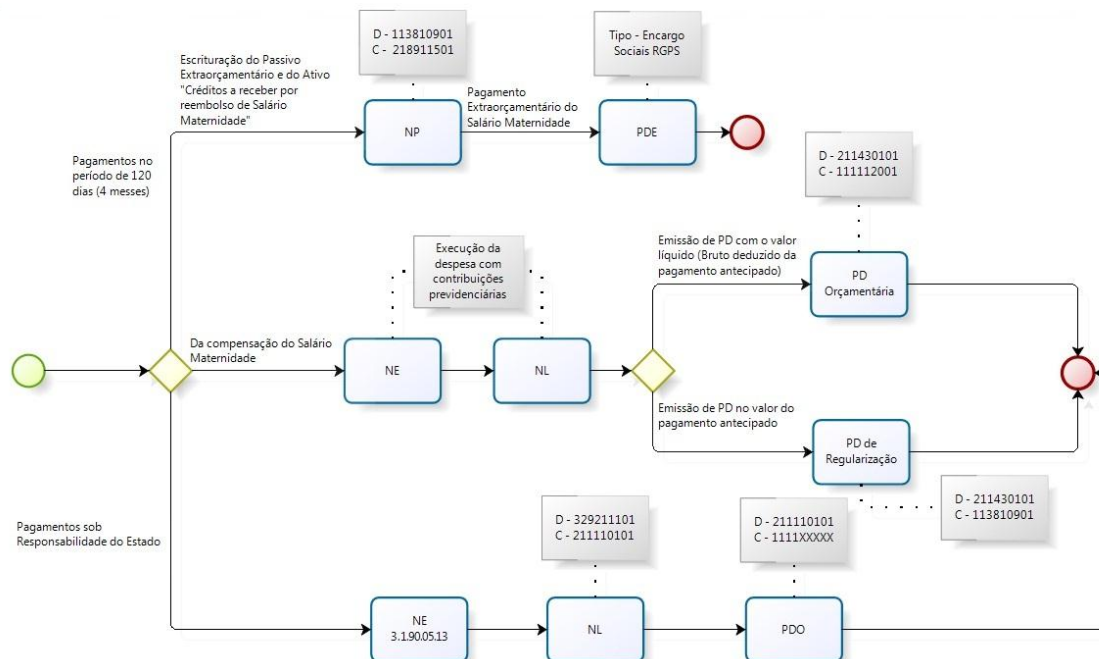 D - 113810901
C - 218911501
Tipo - Encargo
Sociais RGPS
Escrituração do Passivo
Extraorçamentário e do Ativo
"Créditos a receber por
reembolso de Salário
Maternidade"
NP
Pagamento
Extraorçamentário do
Salário Maternidade
PDE
Pagamentos no
período de 120
dias (4 messes)
D - 211430101
C - 111112001
Execução da
despesa com
contribuições
previdenciárias
Emissão de PD com o valor
líquido (Bruto deduzido da
pagamento antecipado)
PD
Orçamentária
Da compensação do Salário
Maternidade
NE
NL
Emissão de PD no valor do
pagamento antecipado
PD de
Regularização
D - 211430101
C - 113810901
Pagamentos sob
Responsabilidade do Estado
D - 329211101
C - 211110101
D - 211110101
C - 1111XXXXX
NE
3.1.90.05.13
NL
PDO